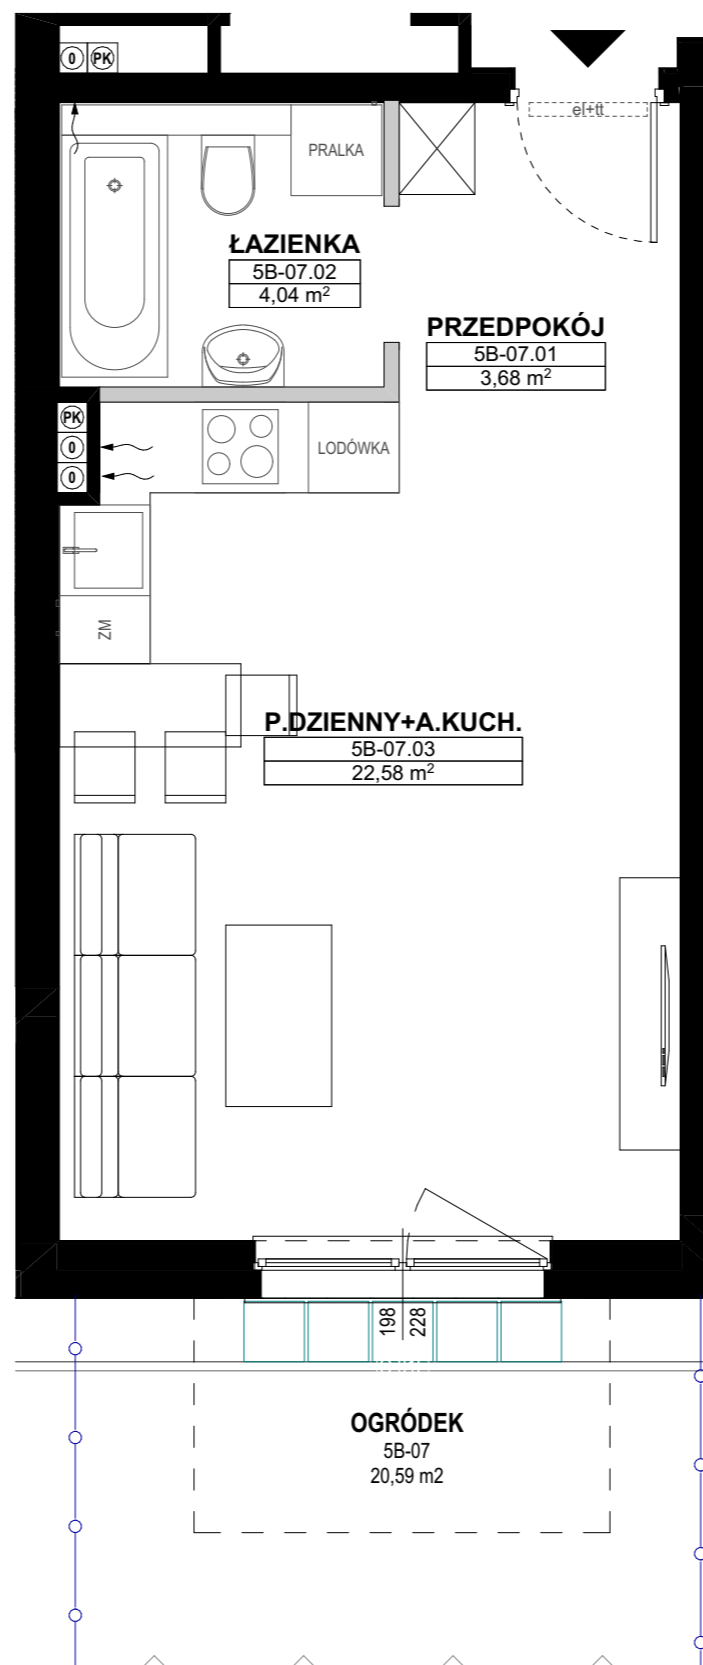 0 PK
el+tt
PRALKA
ŁAZIENKA
5B-07.02
4,04 m²
PRZEDPOKÓJ
5B-07.01
3,68 m²
PK
0
0
LODÓWKA
ZM
P.DZIENNY+A.KUCH.
5B-07.03
22,58 m²
198
228
OGRÓDEK
5B-07
20,59 m2